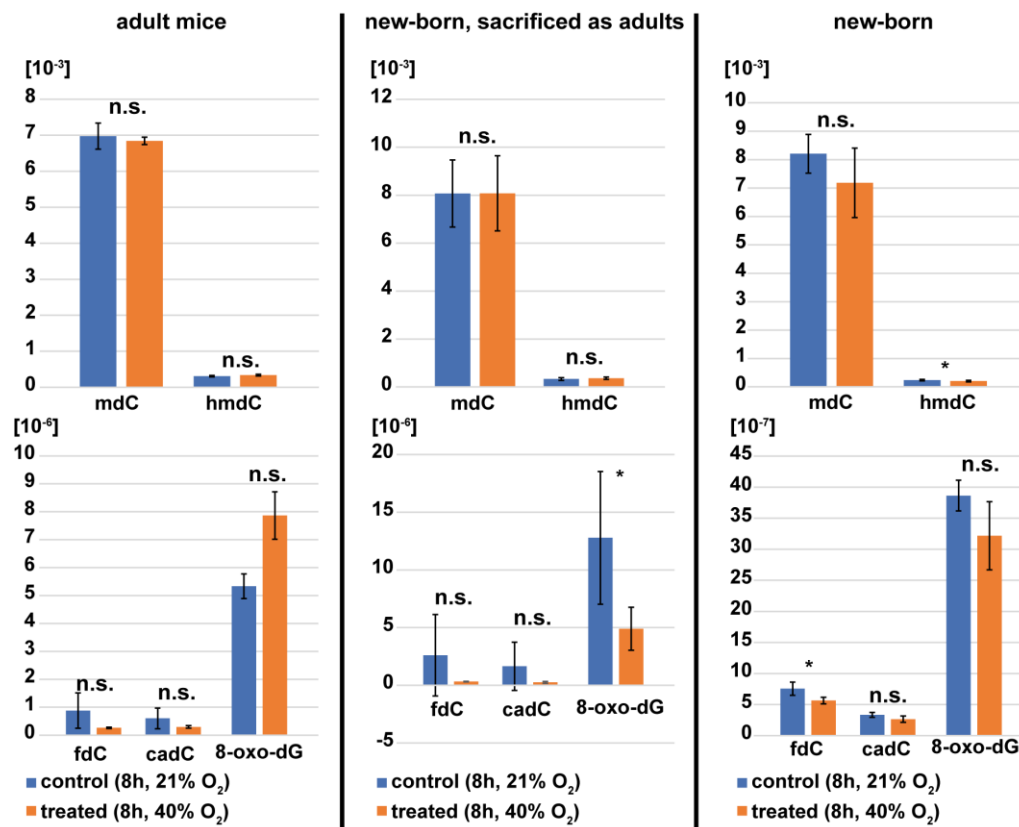 adult mice
[10-3]
8
7
6
5
4
3
2
1
0
n.s.
n.s.
mdC hmdC
[10-6]
10
9
8
7
6
5
4
3
2
1
0
n.s.
n.s.
n.s.
fdC cadC 8-oxo-dG
control (8h, 21% O2)
treated (8h, 40% O2)
new-born, sacrificed as adults
[10-3]
12
10
8
6
4
2
0
n.s.
n.s.
mdC hmdC
[10-6]
20
15
10
5
0
-5
*
n.s.
n.s.
fdC cadC 8-oxo-dG
control (8h, 21% O2)
treated (8h, 40% O2)
new-born
[10-3]
10
9
8
7
6
5
4
3
2
1
0
n.s.
*
mdC hmdC
[10-7]
45
40
35
30
25
20
15
10
5
0
n.s.
*
n.s.
fdC cadC 8-oxo-dG
control (8h, 21% O2)
treated (8h, 40% O2)